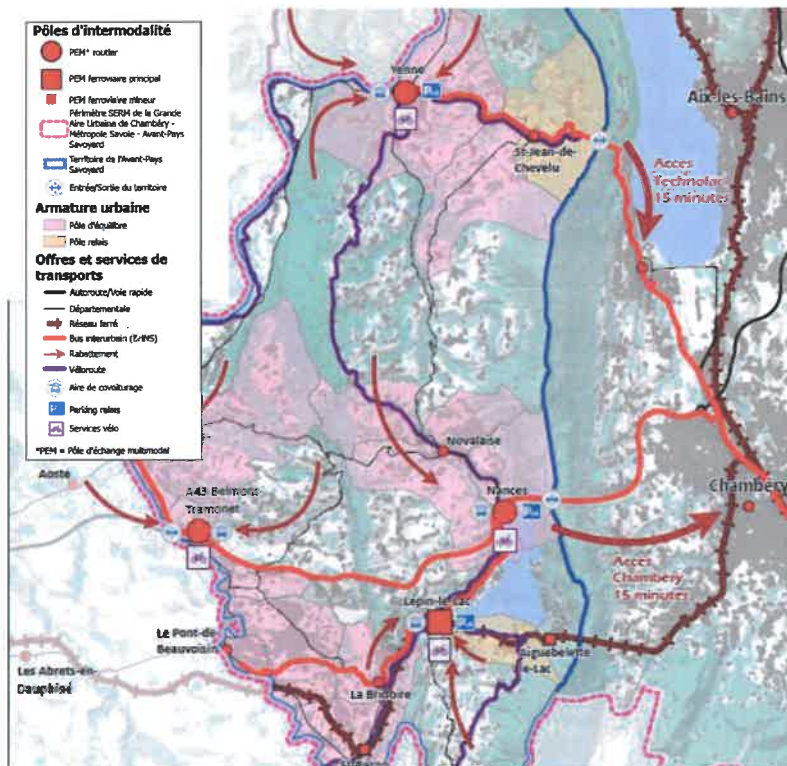 Pôles d'intermodalité
PEM* routier
PEM ferroviaire principal
PEM ferroviaire mineur
Périmètre SERM de la Grande
Aire Urbaine de Chambéry -
Métropole Savoie - Avant-Pays
Savoyard
Territoire de l'Avant-Pays
Savoyard
Entrée/Sortie du territoire
Armature urbaine
Pôle d'équilibre
Pôle relais
Offres et services de
transports
Autoroute/Voie rapide
Départementale
Réseau ferré
Bus interurbain (BHNS)
Rabattement
Véloroute
Aire de covoiturage
Parking relais
Services vélo
*PEM = Pôle d'échange multimodal
Yenne
St-Jean-de-
Chevelu
Aix-les-Bains
Acces
Technolac
15 minutes
Novalaise
Aoste
A43 Belmont-
Tramonet
Nances
Chambéry
Acces
Chambéry
15 minutes
Lépin-le-Lac
Le Pont-de-
Beauvoisin
Aiguebelette
-le-Lac
Les Abrets-en-
Dauphiné
La Bridoire